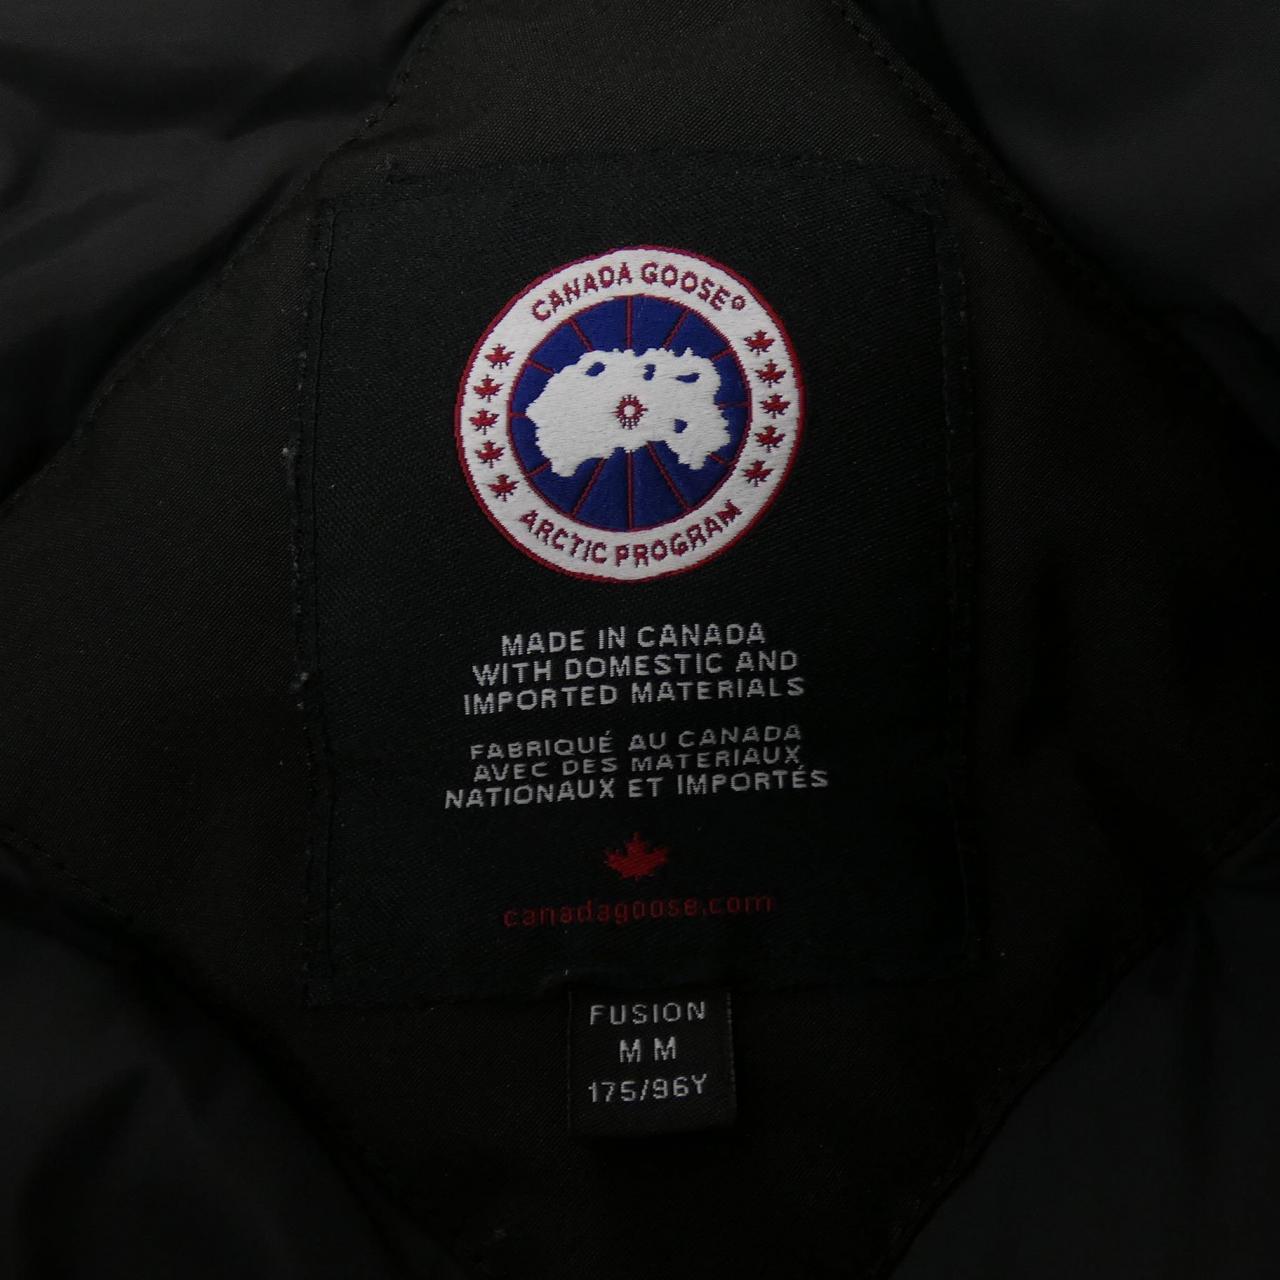 CANADA GOOSE®
ARCTIC PROGRAM
MADE IN CANADA
WITH DOMESTIC AND
IMPORTED MATERIALS
FABRIQUÉ AU CANADA
AVEC DES MATERIAUX
NATIONAUX ET IMPORTÉS
canadagoose.com
FUSION
M M
175/96Y